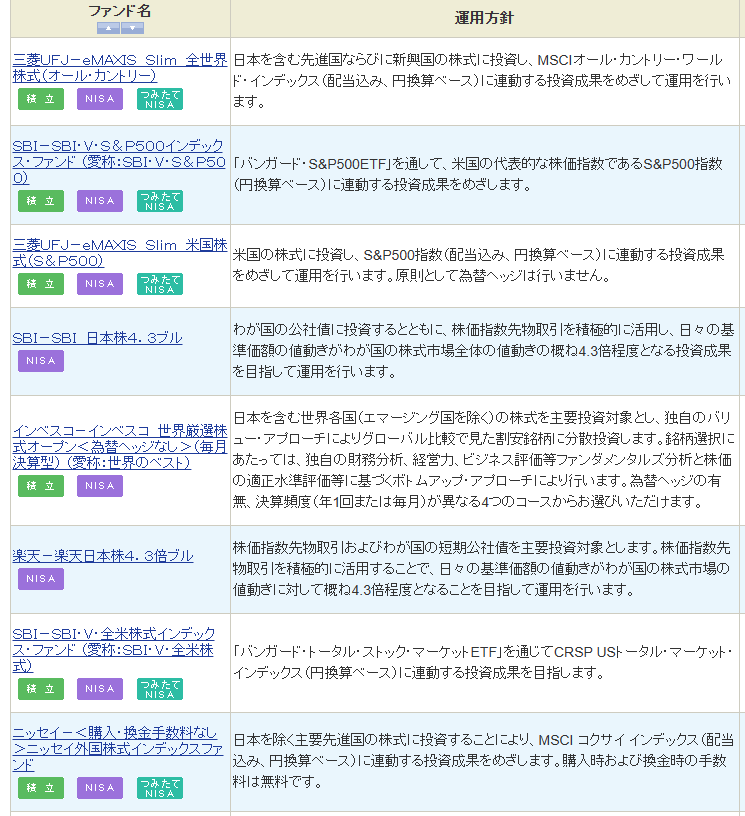 ファンド名
運用方針
三菱UFJ－eMAXIS Slim 全世界
株式(オール・カントリー)
積 立 NISA つみたて
NISA
日本を含む先進国ならびに新興国の株式に投資し、MSCIオール・カントリー・ワール
ド・インデックス（配当込み、円換算ベース）に連動する投資成果をめざして運用を行い
ます。
SBI－SBI・V・S＆P500インデック
ス・ファンド （愛称：SBI・V・S＆P50
0）
積 立 NISA つみたて
NISA
「バンガード・S&P500ETF」を通して、米国の代表的な株価指数であるS&P500指数
（円換算ベース）に連動する投資成果をめざします。
三菱UFJ－eMAXIS Slim 米国株
式(S＆P500)
積 立 NISA つみたて
NISA
米国の株式に投資し、S&P500指数（配当込み、円換算ベース）に連動する投資成果
をめざして運用を行います。原則として為替ヘッジは行いません。
SBI－SBI 日本株4．3ブル
NISA
わが国の公社債に投資するとともに、株価指数先物取引を積極的に活用し、日々の基
準価額の値動きがわが国の株式市場全体の値動きの概ね4.3倍程度となる投資成果
を目指して運用を行います。
インベスコ－インベスコ 世界厳選株
式オープン＜為替ヘッジなし＞（毎月
決算型） （愛称：世界のベスト）
積 立 NISA
日本を含む世界各国（エマージング国を除く）の株式を主要投資対象とし、独自のバリ
ュー・アプローチによりグローバル比較で見た割安銘柄に分散投資します。銘柄選択に
あたっては、独自の財務分析、経営力、ビジネス評価等ファンダメンタルズ分析と株価
の適正水準評価等に基づくボトムアップ・アプローチにより行います。為替ヘッジの有
無、決算頻度（年1回または毎月）が異なる4つのコースからお選びいただけます。
楽天－楽天日本株4．3倍ブル
NISA
株価指数先物取引およびわが国の短期公社債を主要投資対象とします。株価指数先
物取引を積極的に活用することで、日々の基準価額の値動きがわが国の株式市場の
値動きに対して概ね4.3倍程度となることを目指して運用を行います。
SBI－SBI・V・全米株式インデック
ス・ファンド （愛称：SBI・V・全米株
式）
積 立 NISA つみたて
NISA
「バンガード・トータル・ストック・マーケットETF」を通じてCRSP USトータル・マーケット・
インデックス（円換算ベース）に連動する投資成果を目指します。
ニッセイ－＜購入・換金手数料なし
＞ニッセイ外国株式インデックスファ
ンド
積 立 NISA つみたて
NISA
日本を除く主要先進国の株式に投資することにより、MSCI コクサイ インデックス（配当
込み、円換算ベース）に連動する投資成果をめざします。購入時および換金時の手数
料は無料です。